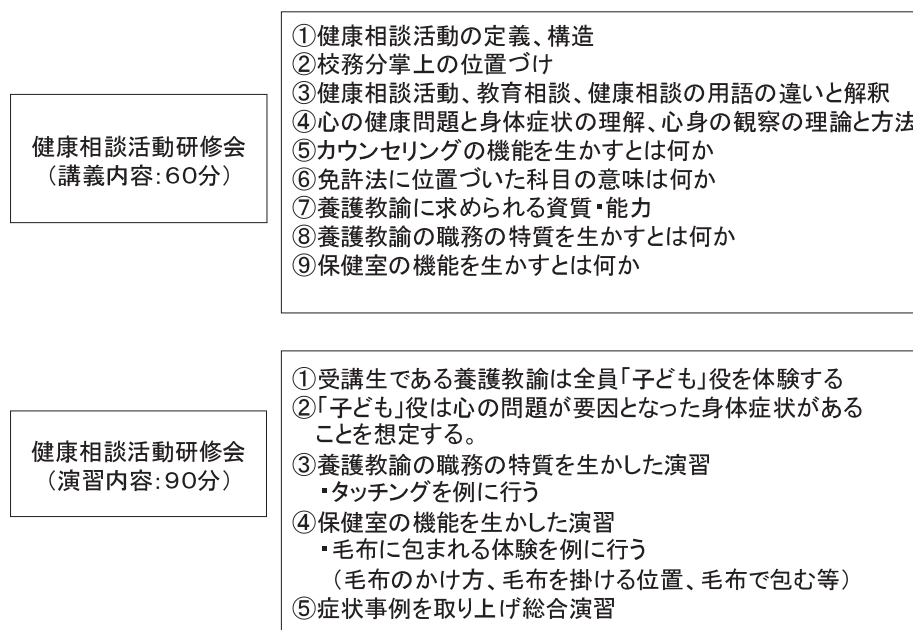 健康相談活動研修会
（講義内容：60分）
①健康相談活動の定義、構造
②校務分掌上の位置づけ
③健康相談活動、教育相談、健康相談の用語の違いと解釈
④心の健康問題と身体症状の理解、心身の観察の理論と方法
⑤カウンセリングの機能を生かすとは何か
⑥免許法に位置づいた科目の意味は何か
⑦養護教諭に求められる資質・能力
⑧養護教諭の職務の特質を生かすとは何か
⑨保健室の機能を生かすとは何か
健康相談活動研修会
（演習内容：90分）
①受講生である養護教諭は全員「子ども」役を体験する
②「子ども」役は心の問題が要因となった身体症状がある
ことを想定する。
③養護教諭の職務の特質を生かした演習
・タッチングを例に行う
④保健室の機能を生かした演習
・毛布に包まれる体験を例に行う
（毛布のかけ方、毛布を掛ける位置、毛布で包む等）
⑤症状事例を取り上げ総合演習